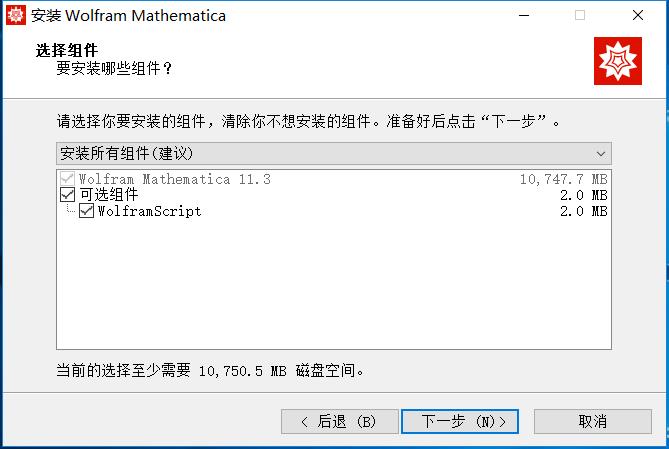 安装 Wolfram Mathematica
选择组件
要安装哪些组件？
请选择你要安装的组件，清除你不想安装的组件。准备好后点击“下一步”。
安装所有组件(建议)
Wolfram Mathematica 11.3 10,747.7 MB
可选组件 2.0 MB
WolframScript 2.0 MB
当前的选择至少需要 10,750.5 MB 磁盘空间。
< 后退 (B) 下一步 (N)> 取消